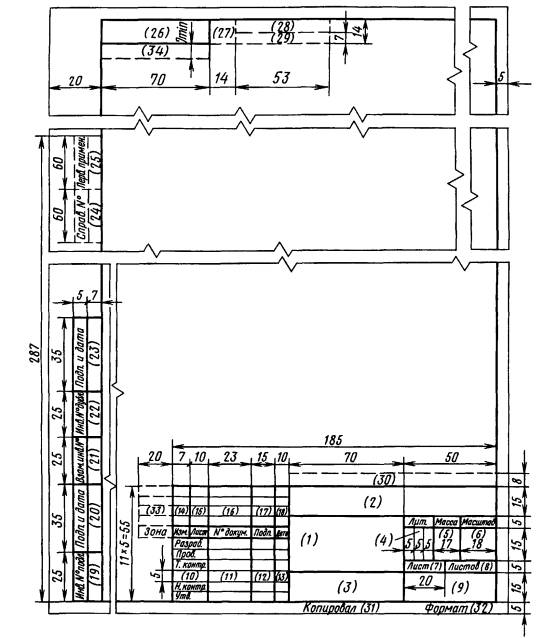 (26) 7min (27) (28)
(29) 7 14
(34)
20 70 14 53 5
60 Перв. примен. (25)
60 Справ. № (24)
287
5 7
35 Подп. и дата (23)
25 Инв. № дубл. (22)
25 Взам. инв. № (21)
35 Подп. и дата (20)
25 Инв. № подл. (19)
185
20 7 10 23 15 10 70 50
(30) 8
(2) 15
(33) (14) (15) (16) (17) (18)
Зона Изм. Лист № докум. Подп. Дата (1) Лит. Масса Масштаб 5
Разраб. (4) (5) (6)
Пров. 5 5 5 17 18 15
Т. контр. Лист (7) Листов (8) 5
5 (10) (11) (12) (13) (3) 20 (9) 15
Н. контр.
Утв.
11×5=55
Копировал (31) Формат (32) 5